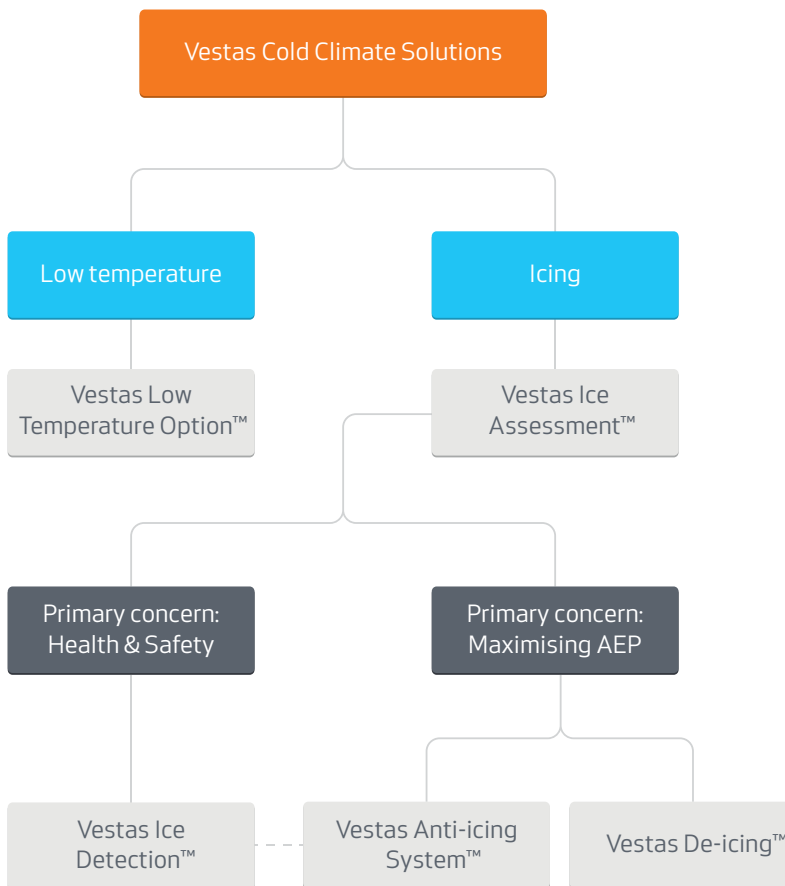 Vestas Cold Climate Solutions
Low temperature
Icing
Vestas Low
Temperature Option™
Vestas Ice
Assessment™
Primary concern:
Health & Safety
Primary concern:
Maximising AEP
Vestas Ice
Detection™
Vestas Anti-icing
System™
Vestas De-icing™